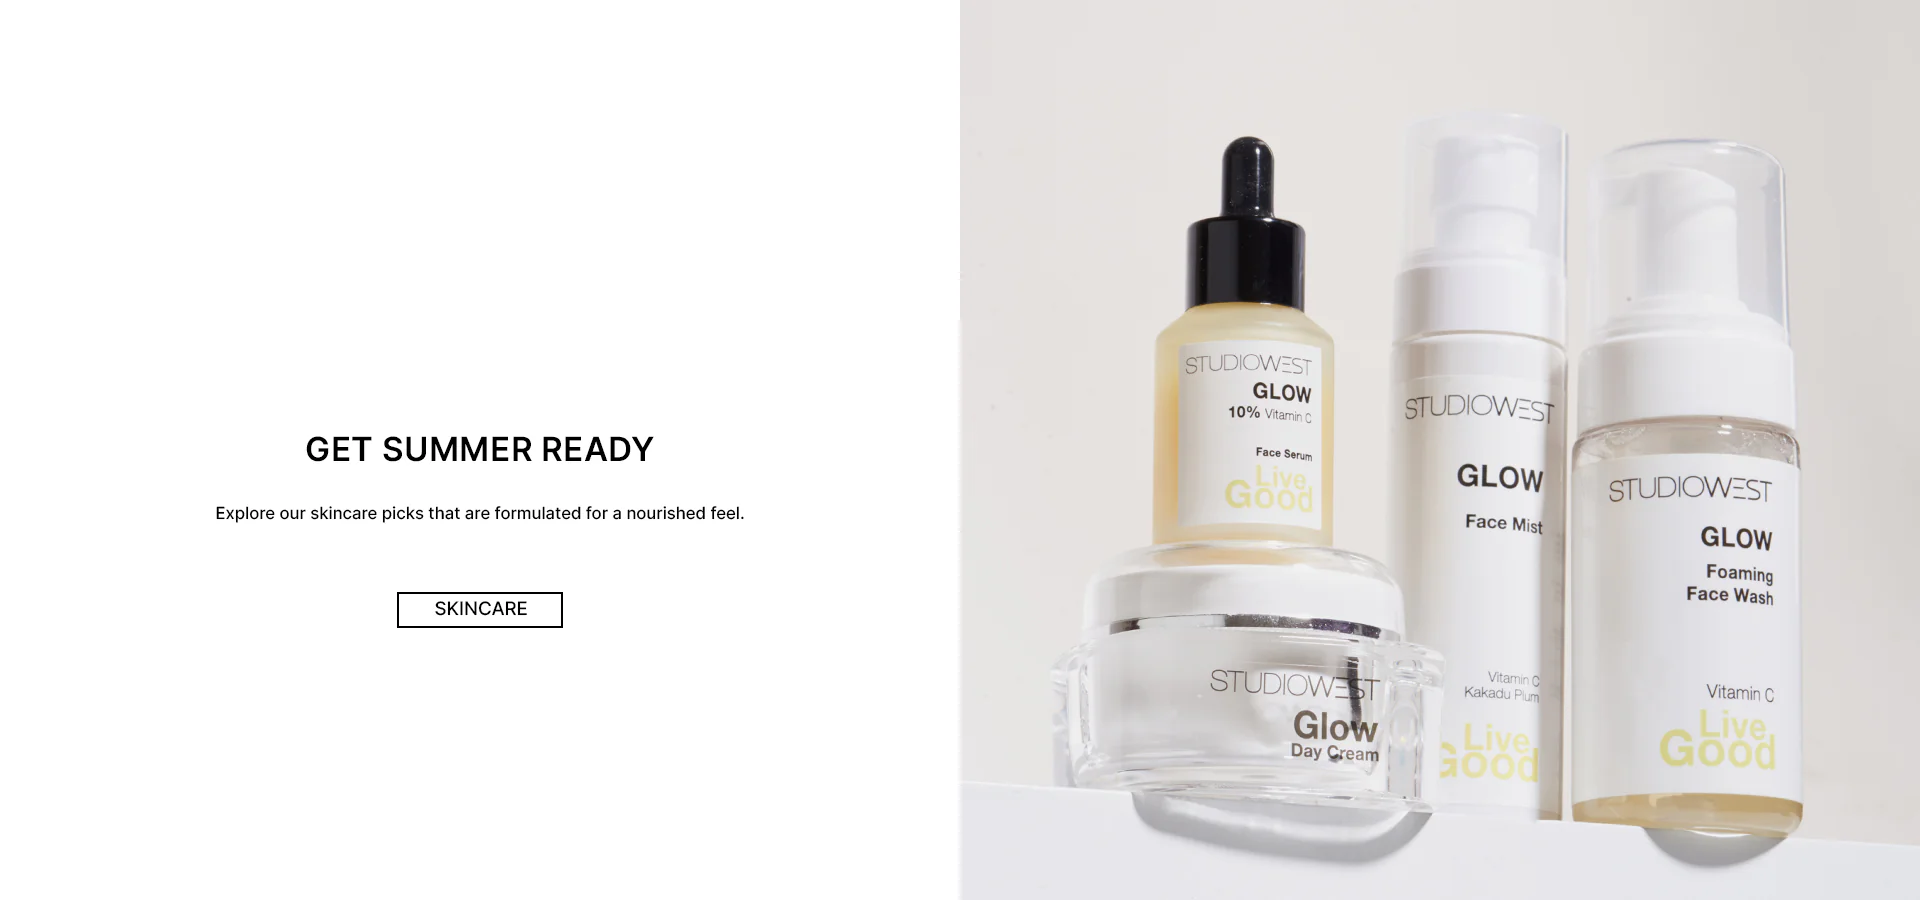 GET SUMMER READY
Explore our skincare picks that are formulated for a nourished feel.
SKINCARE
STUDIOWEST
GLOW
10% Vitamin C
Face Serum
Live
Good
STUDIOWEST
Glow
Day Cream
STUDIOWEST
GLOW
Face Mist
Vitamin C
Kakadu Plum
Live
Good
STUDIOWEST
GLOW
Foaming
Face Wash
Vitamin C
Live
Good